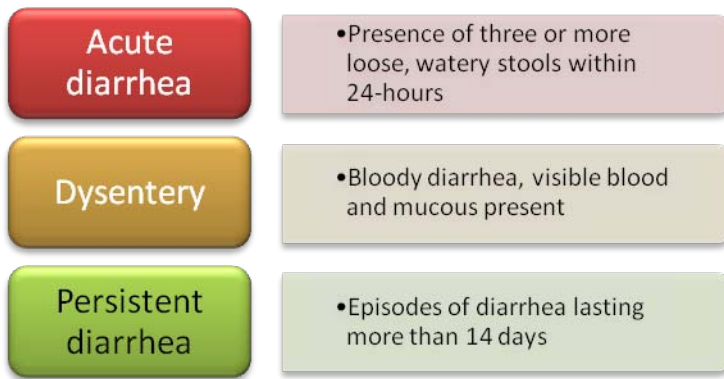 Acute
diarrhea
•Presence of three or more
loose, watery stools within
24-hours
Dysentery
•Bloody diarrhea, visible blood
and mucous present
Persistent
diarrhea
•Episodes of diarrhea lasting
more than 14 days